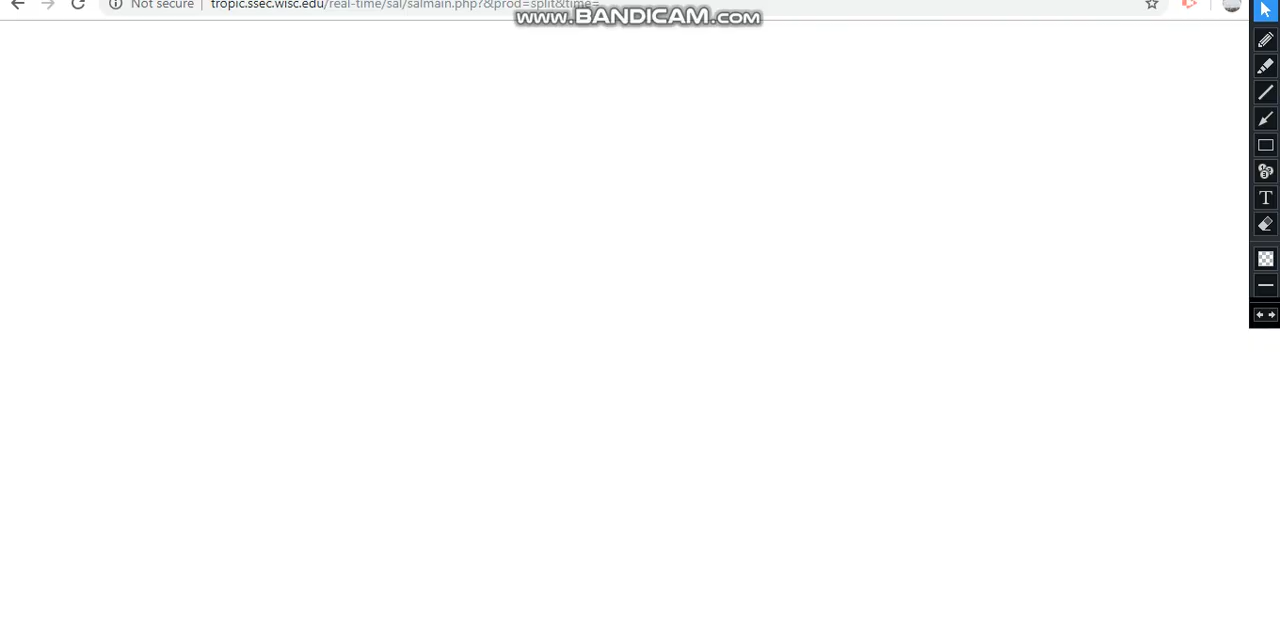 Not secure | tropic.ssec.wisc.edu/real-time/sal/salmain.php?&prod=split&time=
www.BANDICAM.com
T